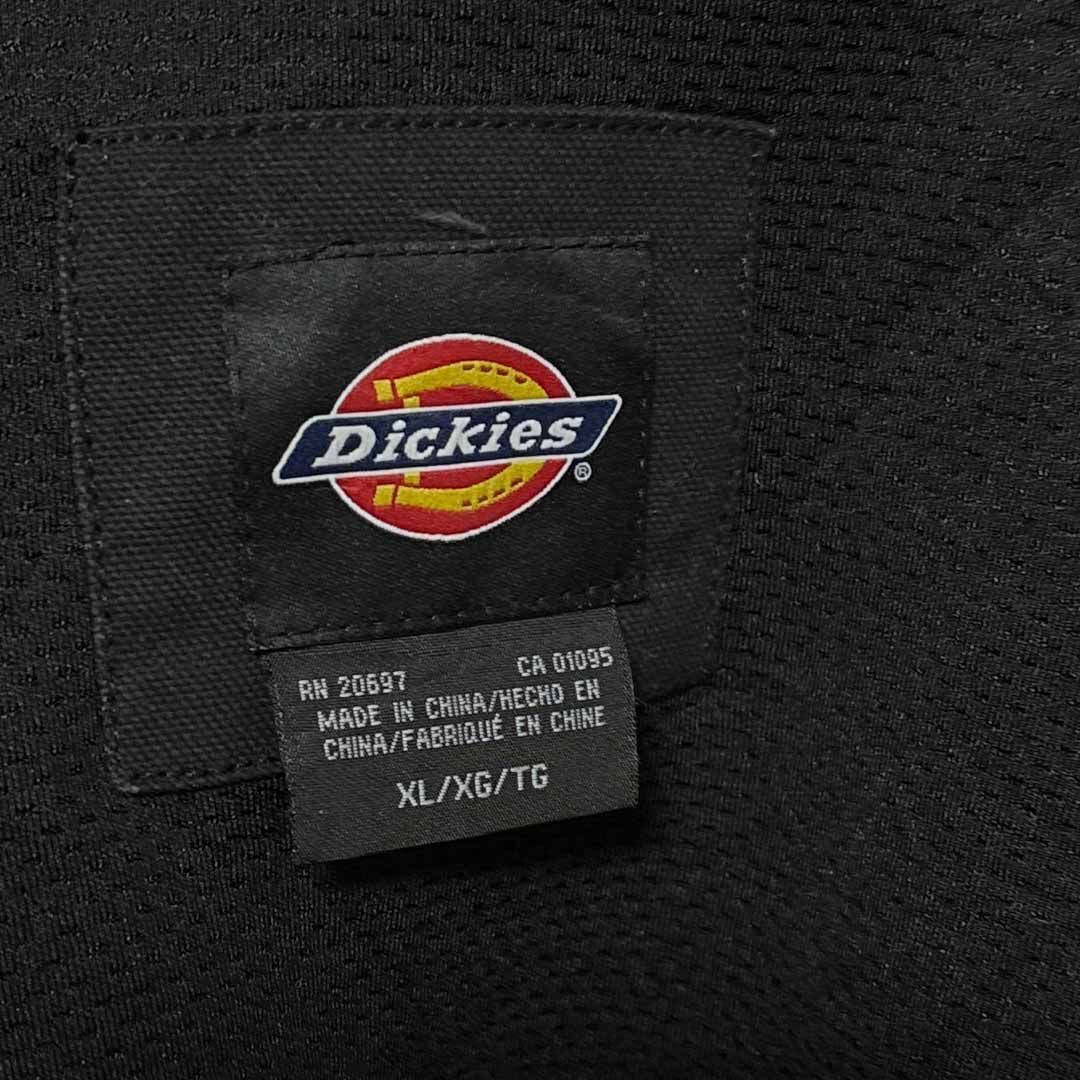 Dickies
®
RN 20697 CA 01095
MADE IN CHINA/HECHO EN
CHINA/FABRIQUÉ EN CHINE
XL/XG/TG